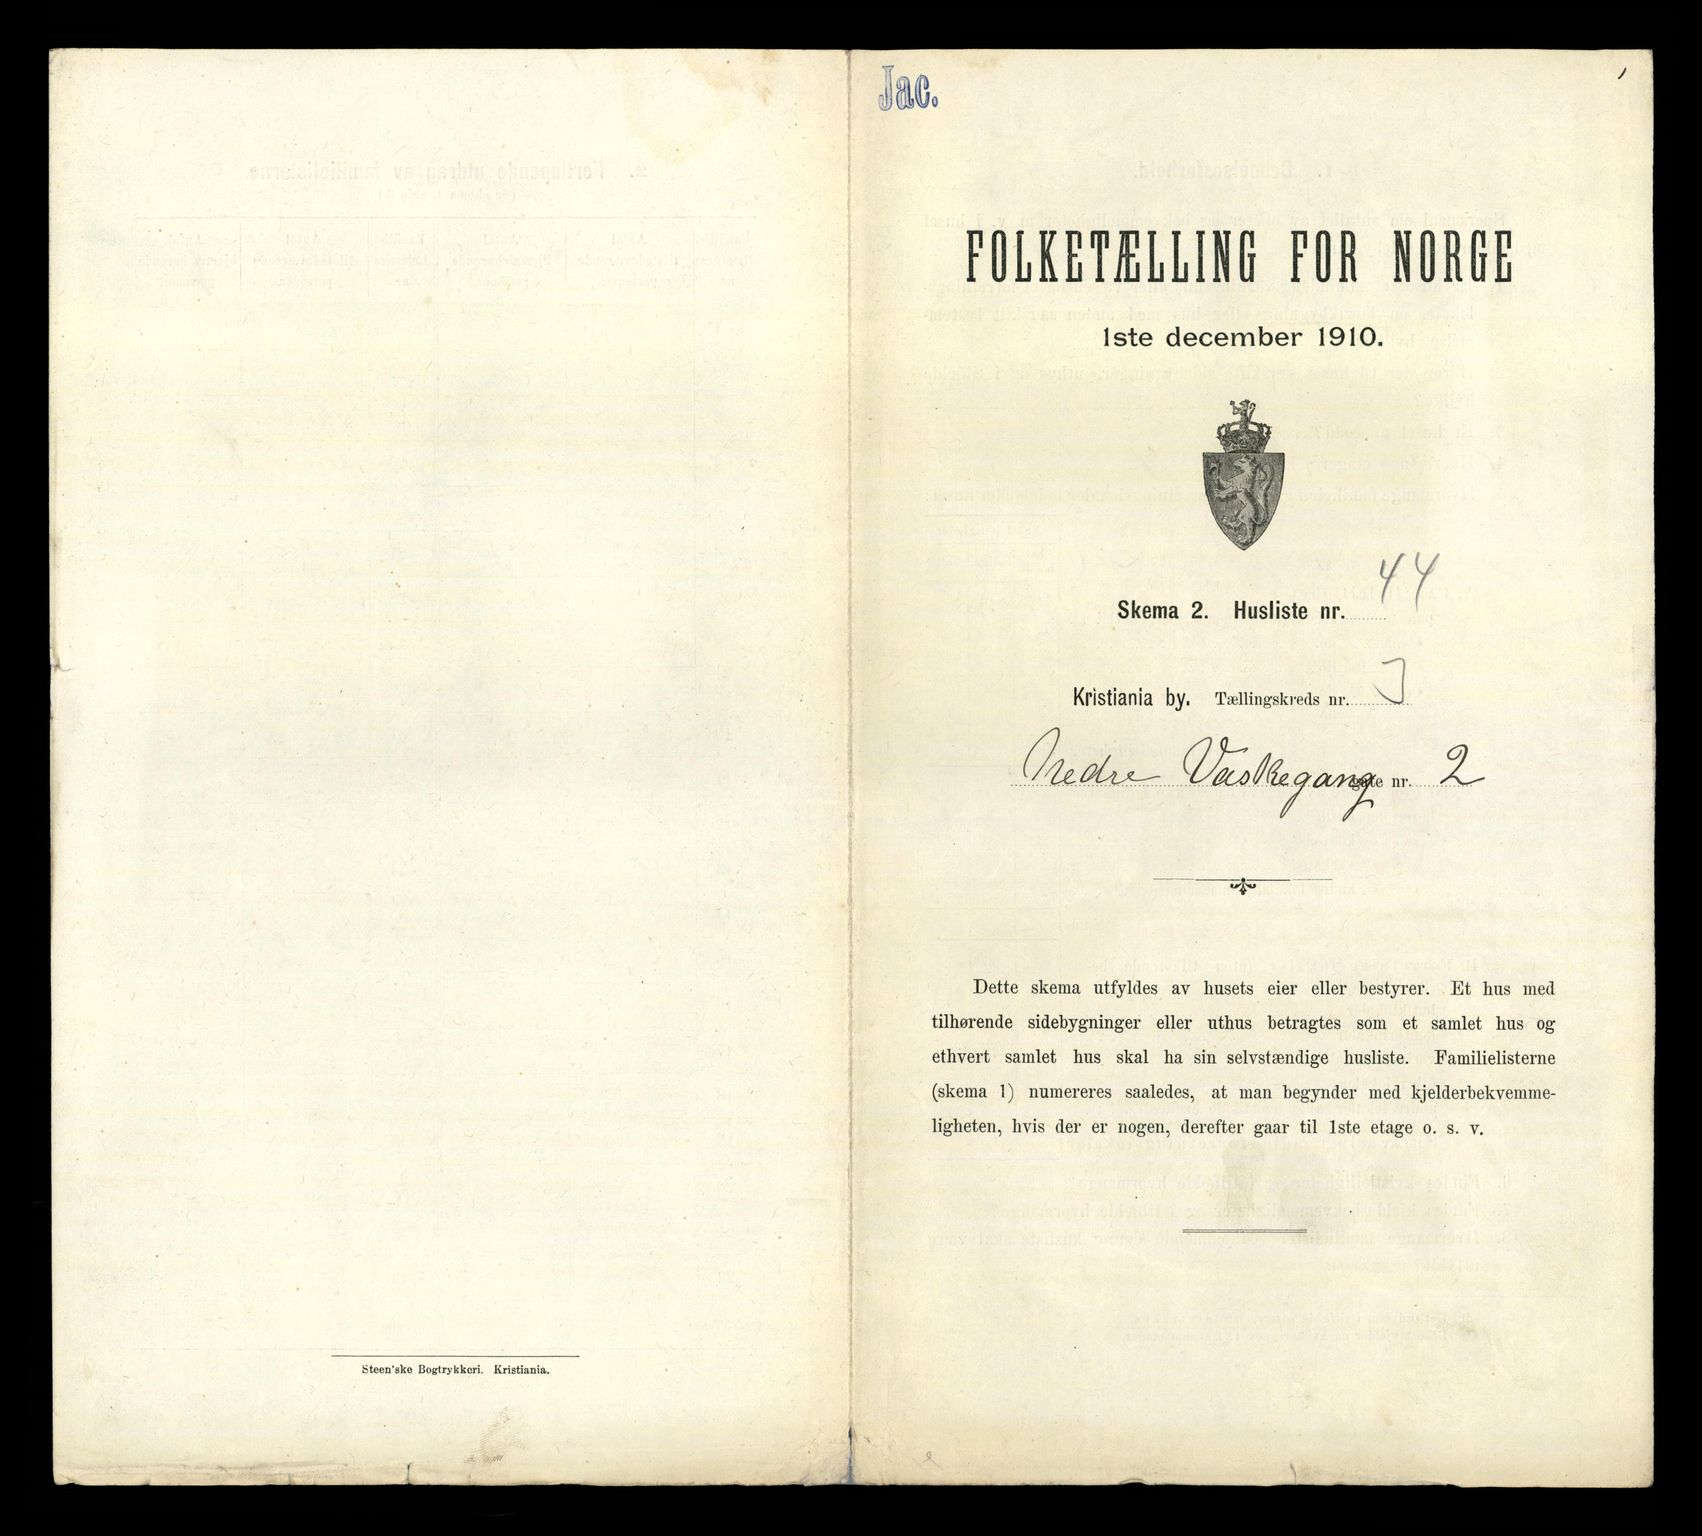 Jac.
FOLKETÆLLING FOR NORGE
1ste december 1910.
Skema 2. Husliste nr. 44
Kristiania by. Tællingskreds nr. 3
Nedre Vaskegang gate nr. 2
Dette skema utfyldes av husets eier eller bestyrer. Et hus med
tilhørende sidebygninger eller uthus betragtes som et samlet hus og
ethvert samlet hus skal ha sin selvstændige husliste. Familielisterne
(skema 1) numereres saaledes, at man begynder med kjelderbekvemme-
ligheten, hvis der er nogen, derefter gaar til 1ste etage o. s. v.
Steen'ske Bogtrykkeri. Kristiania.